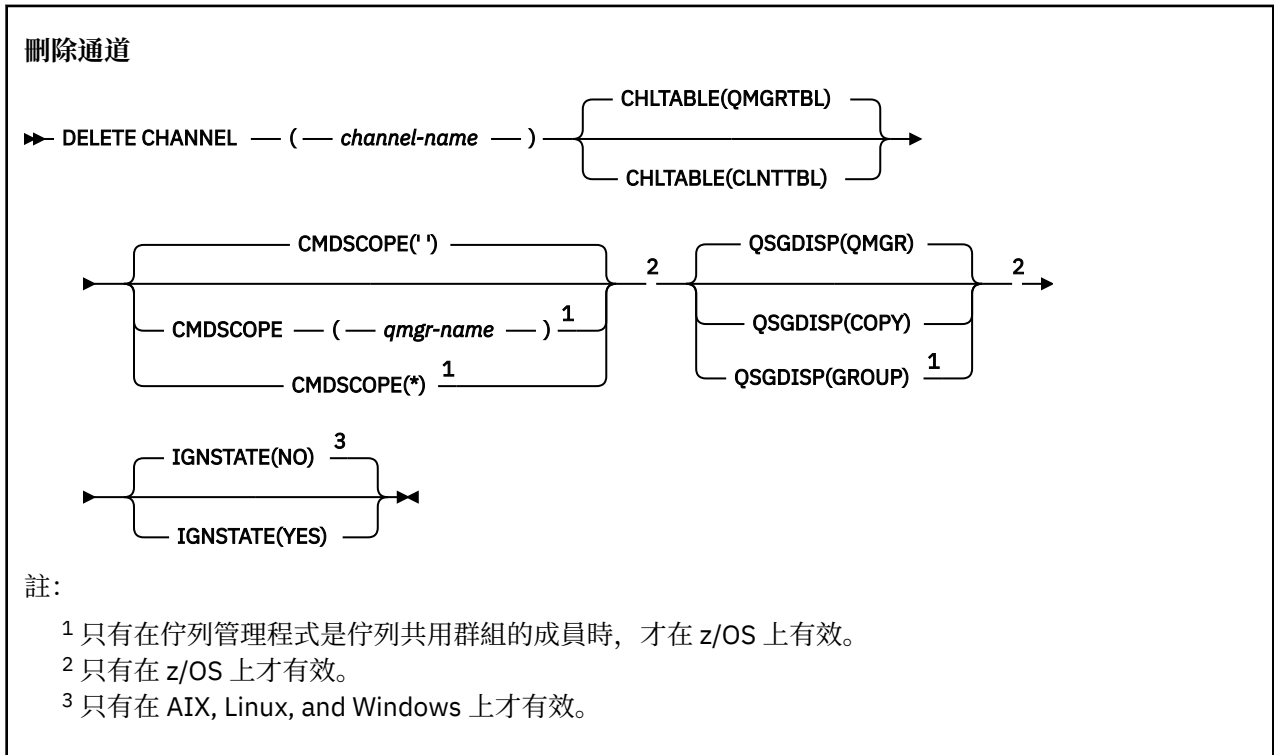 刪除通道
CHLTABLE(QMGRTBL)
DELETE CHANNEL ( channel-name )
CHLTABLE(CLNTTBL)
CMDSCOPE(' ') 2 QSGDISP(QMGR) 2
CMDSCOPE ( qmgr-name ) 1 QSGDISP(COPY)
CMDSCOPE(*) 1 QSGDISP(GROUP) 1
IGNSTATE(NO) 3
IGNSTATE(YES)
註：
1 只有在佇列管理程式是佇列共用群組的成員時，才在 z/OS 上有效。
2 只有在 z/OS 上才有效。
3 只有在 AIX, Linux, and Windows 上才有效。